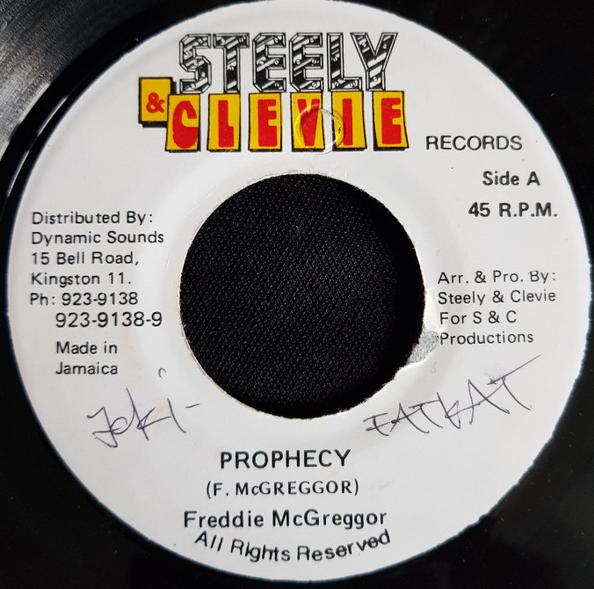 STEELY
& CLEVIE
RECORDS
Side A
45 R.P.M.
Distributed By:
Dynamic Sounds
15 Bell Road,
Kingston 11.
Ph: 923-9138
923-9138-9
Made in
Jamaica
Arr. & Pro. By:
Steely & Clevie
For S & C
Productions
FATKAT
PROPHECY
(F. McGREGGOR)
Freddie McGreggor
All Rights Reserved